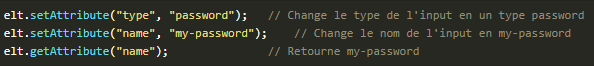 elt.setAttribute("type", "password");   // Change le type de l'input en un type password
elt.setAttribute("name", "my-password");    // Change le nom de l'input en my-password
elt.getAttribute("name");               // Retourne my-password